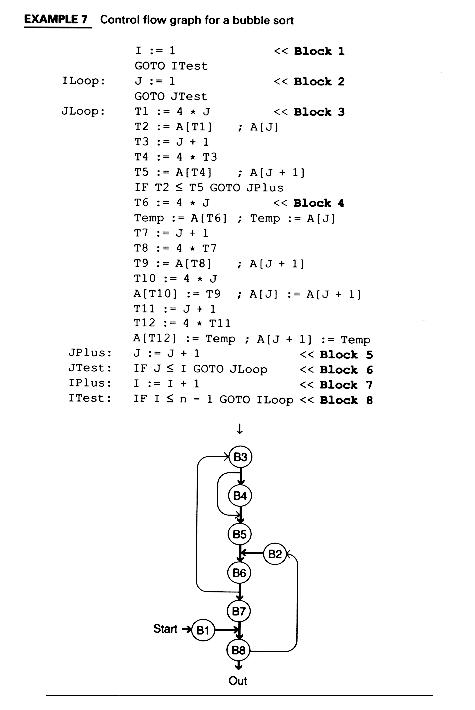 EXAMPLE 7 Control flow graph for a bubble sort
I := 1 << Block 1
GOTO ITest
ILoop: J := 1 << Block 2
GOTO JTest
JLoop: T1 := 4 * J << Block 3
T2 := A[T1] ; A[J]
T3 := J + 1
T4 := 4 * T3
T5 := A[T4] ; A[J + 1]
IF T2 ≤ T5 GOTO JPlus
T6 := 4 * J << Block 4
Temp := A[T6] ; Temp := A[J]
T7 := J + 1
T8 := 4 * T7
T9 := A[T8] ; A[J + 1]
T10 := 4 * J
A[T10] := T9 ; A[J] := A[J + 1]
T11 := J + 1
T12 := 4 * T11
A[T12] := Temp ; A[J + 1] := Temp
JPlus: J := J + 1 << Block 5
JTest: IF J ≤ I GOTO JLoop << Block 6
IPlus: I := I + 1 << Block 7
ITest: IF I ≤ n - 1 GOTO ILoop << Block 8
B3
B4
B5
B2
B6
B7
Start B1
B8
Out